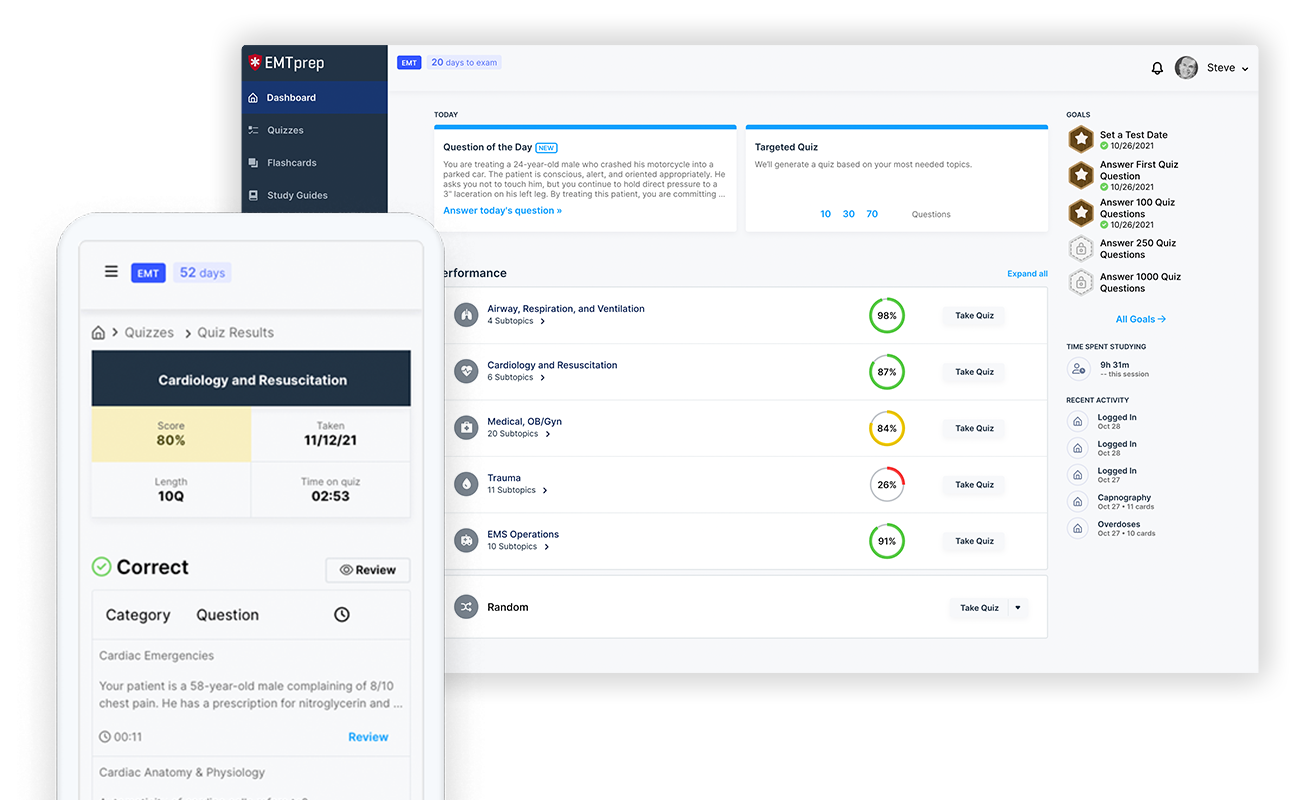 EMTprep
EMT 20 days to exam
Steve
Dashboard
Quizzes
Flashcards
Study Guides
TODAY
Question of the Day NEW
You are treating a 24-year-old male who crashed his motorcycle into a
parked car. The patient is conscious, alert, and oriented appropriately. He
asks you not to touch him, but you continue to hold direct pressure to a
3" laceration on his left leg. By treating this patient, you are committing ...
Answer today's question »
Targeted Quiz
We'll generate a quiz based on your most needed topics.
10 30 70 Questions
erformance
Expand all
Airway, Respiration, and Ventilation
4 Subtopics
98%
Take Quiz
Cardiology and Resuscitation
6 Subtopics
87%
Take Quiz
Medical, OB/Gyn
20 Subtopics
84%
Take Quiz
Trauma
11 Subtopics
26%
Take Quiz
EMS Operations
10 Subtopics
91%
Take Quiz
Random
Take Quiz
GOALS
Set a Test Date
10/26/2021
Answer First Quiz
Question
10/26/2021
Answer 100 Quiz
Questions
10/26/2021
Answer 250 Quiz
Questions
Answer 1000 Quiz
Questions
All Goals
TIME SPENT STUDYING
9h 31m
-- this session
RECENT ACTIVITY
Logged In
Oct 28
Logged In
Oct 28
Logged In
Oct 27
Capnography
Oct 27 • 11 cards
Overdoses
Oct 27 • 10 cards
EMT 52 days
Quizzes Quiz Results
Cardiology and Resuscitation
Score
80%
Taken
11/12/21
Length
10Q
Time on quiz
02:53
Correct
Review
Category Question
Cardiac Emergencies
Your patient is a 58-year-old male complaining of 8/10
chest pain. He has a prescription for nitroglycerin and ...
00:11
Review
Cardiac Anatomy & Physiology